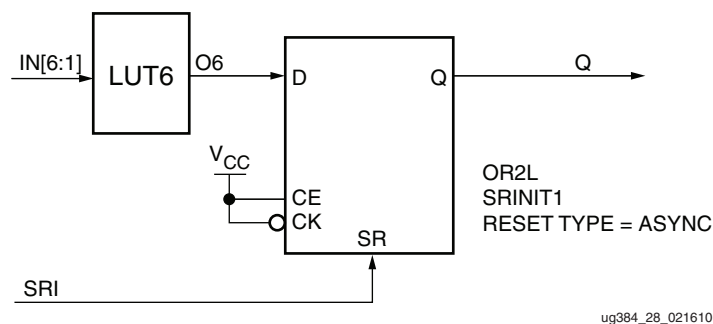 IN[6:1]
LUT6
O6
D
Q
Q
VCC
CE
CK
SR
OR2L
SRINIT1
RESET TYPE = ASYNC
SRI
ug384_28_021610